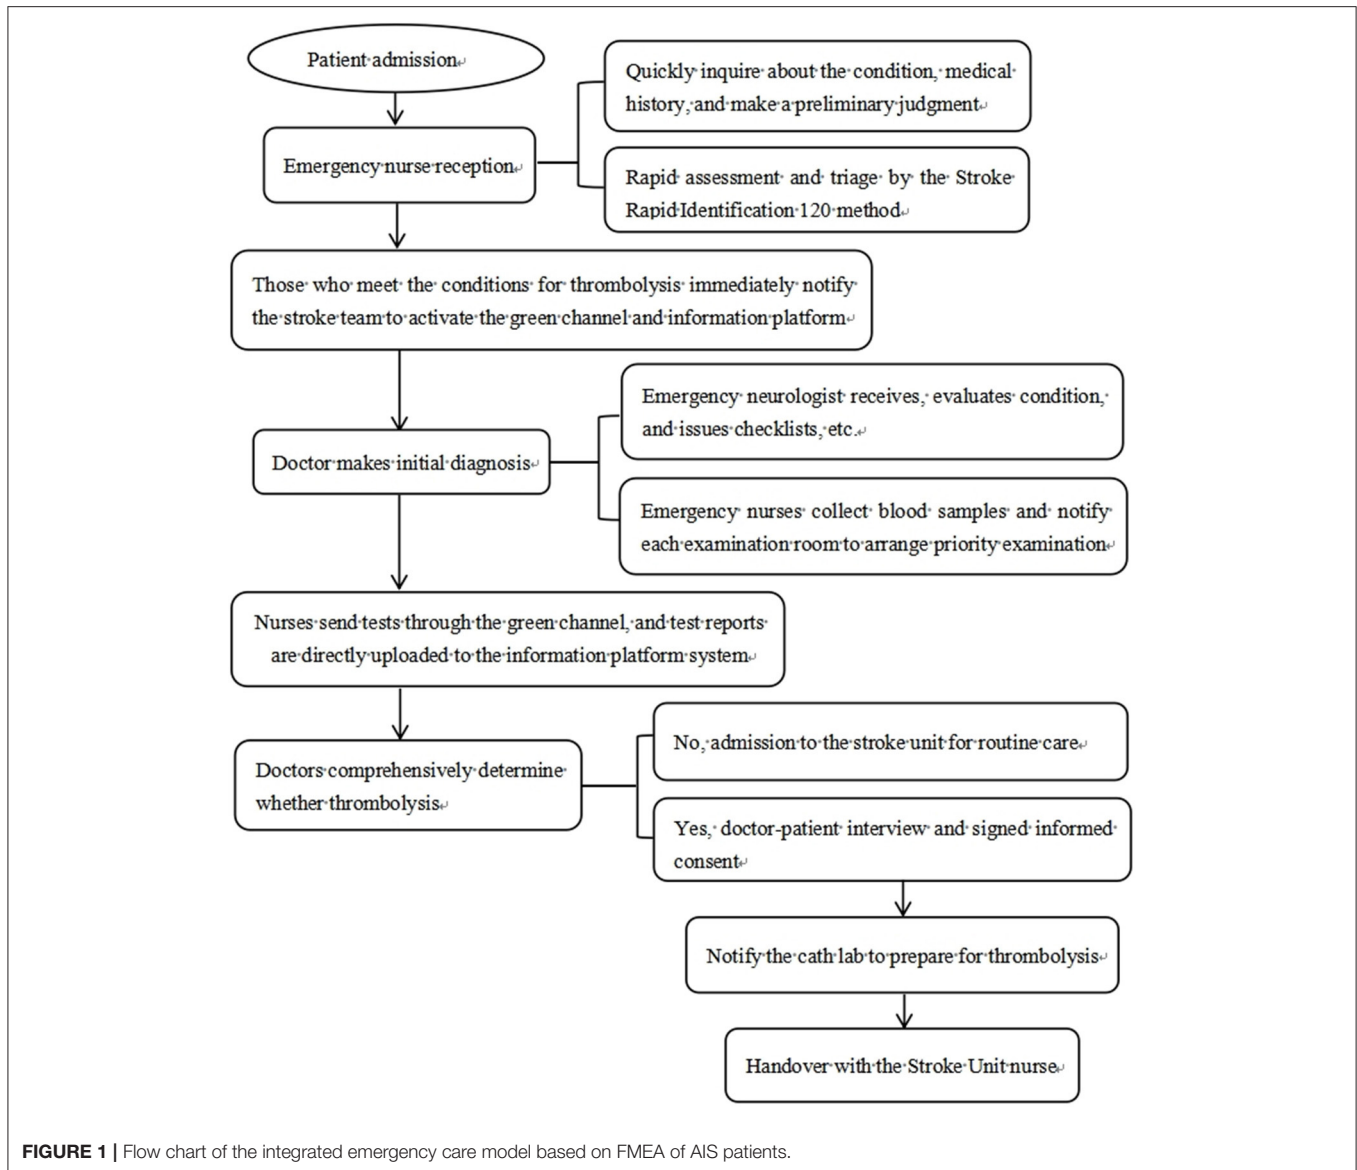 Patient admission
Quickly inquire about the condition, medical
history, and make a preliminary judgment
Emergency nurse reception
Rapid assessment and triage by the Stroke
Rapid Identification 120 method
Those who meet the conditions for thrombolysis immediately notify
the stroke team to activate the green channel and information platform
Emergency neurologist receives, evaluates condition,
and issues checklists, etc.
Doctor makes initial diagnosis
Emergency nurses collect blood samples and notify
each examination room to arrange priority examination
Nurses send tests through the green channel, and test reports
are directly uploaded to the information platform system
No, admission to the stroke unit for routine care
Doctors comprehensively determine
whether thrombolysis
Yes, doctor-patient interview and signed informed
consent
Notify the cath lab to prepare for thrombolysis
Handover with the Stroke Unit nurse
FIGURE 1 | Flow chart of the integrated emergency care model based on FMEA of AIS patients.